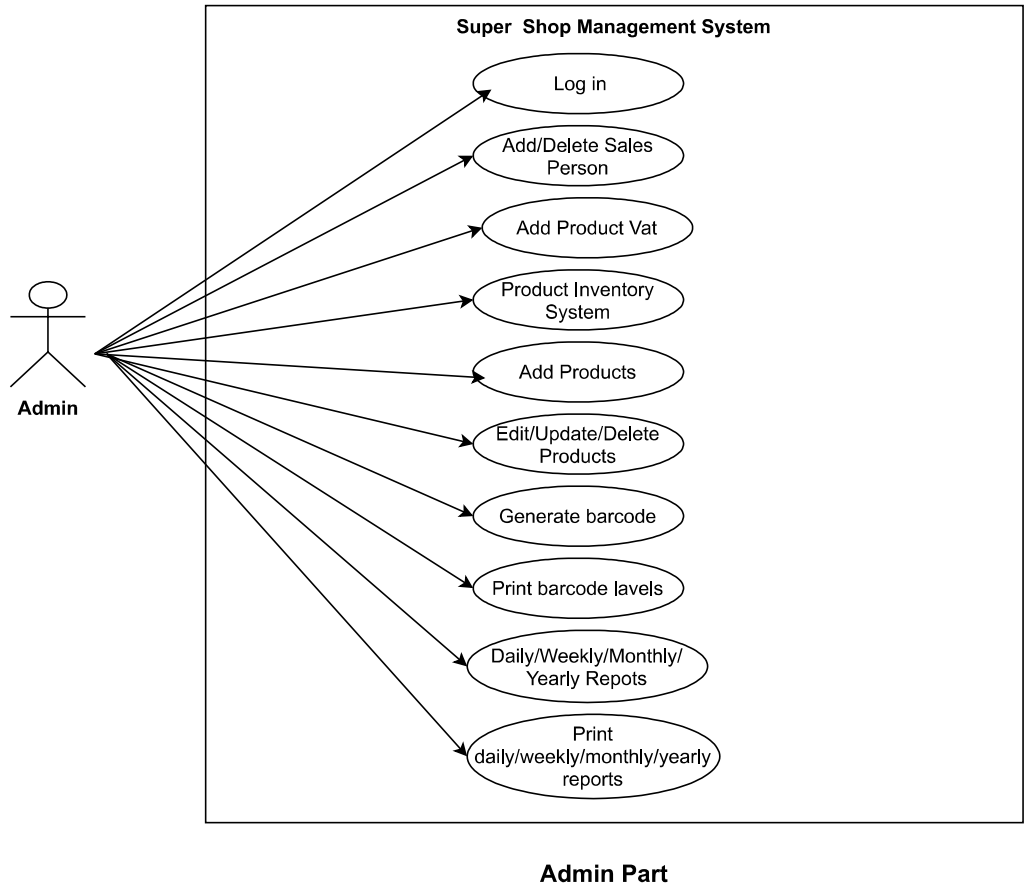 Super Shop Management System
Log in
Add/Delete Sales
Person
Add Product Vat
Product Inventory
System
Add Products
Edit/Update/Delete
Products
Generate barcode
Print barcode lavels
Daily/Weekly/Monthly/
Yearly Repots
Print
daily/weekly/monthly/yearly
reports
Admin
Admin Part